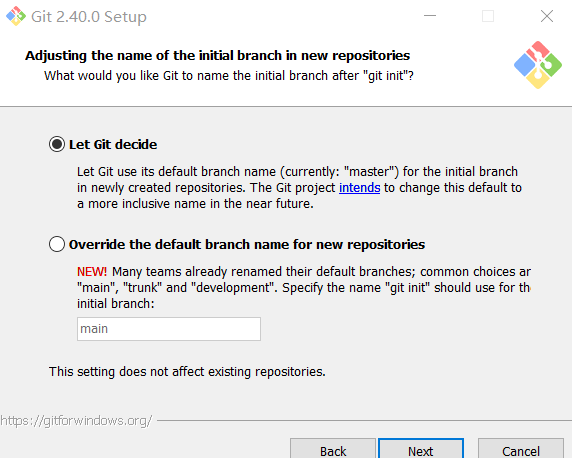 Git 2.40.0 Setup
Adjusting the name of the initial branch in new repositories
What would you like Git to name the initial branch after "git init"?
Let Git decide
Let Git use its default branch name (currently: "master") for the initial branch
in newly created repositories. The Git project intends to change this default to
a more inclusive name in the near future.
Override the default branch name for new repositories
NEW! Many teams already renamed their default branches; common choices ar
"main", "trunk" and "development". Specify the name "git init" should use for th
initial branch:
main
This setting does not affect existing repositories.
https://gitforwindows.org/
Back Next Cancel